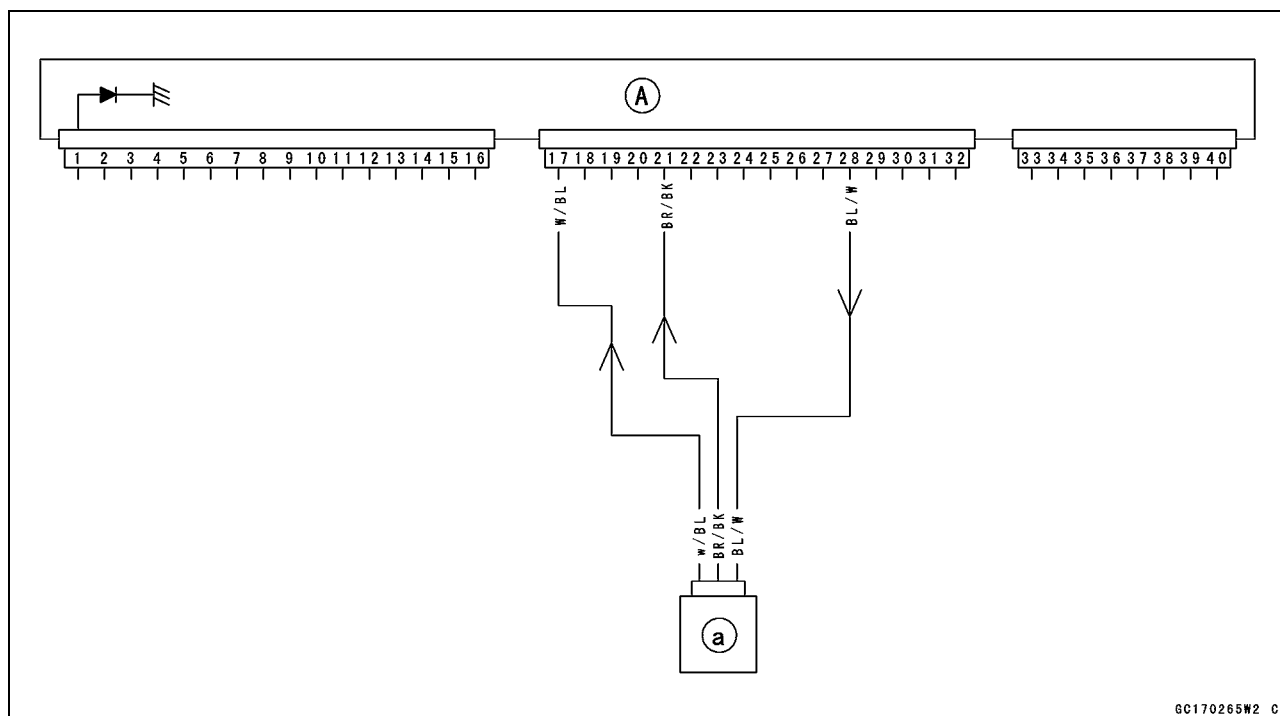 A
1 2 3 4 5 6 7 8 9 10 11 12 13 14 15 16
17 18 19 20 21 22 23 24 25 26 27 28 29 30 31 32
33 34 35 36 37 38 39 40
W/BL
BR/BK
BL/W
w/BL
BR/BK
BL/W
a
GC170265W2 C